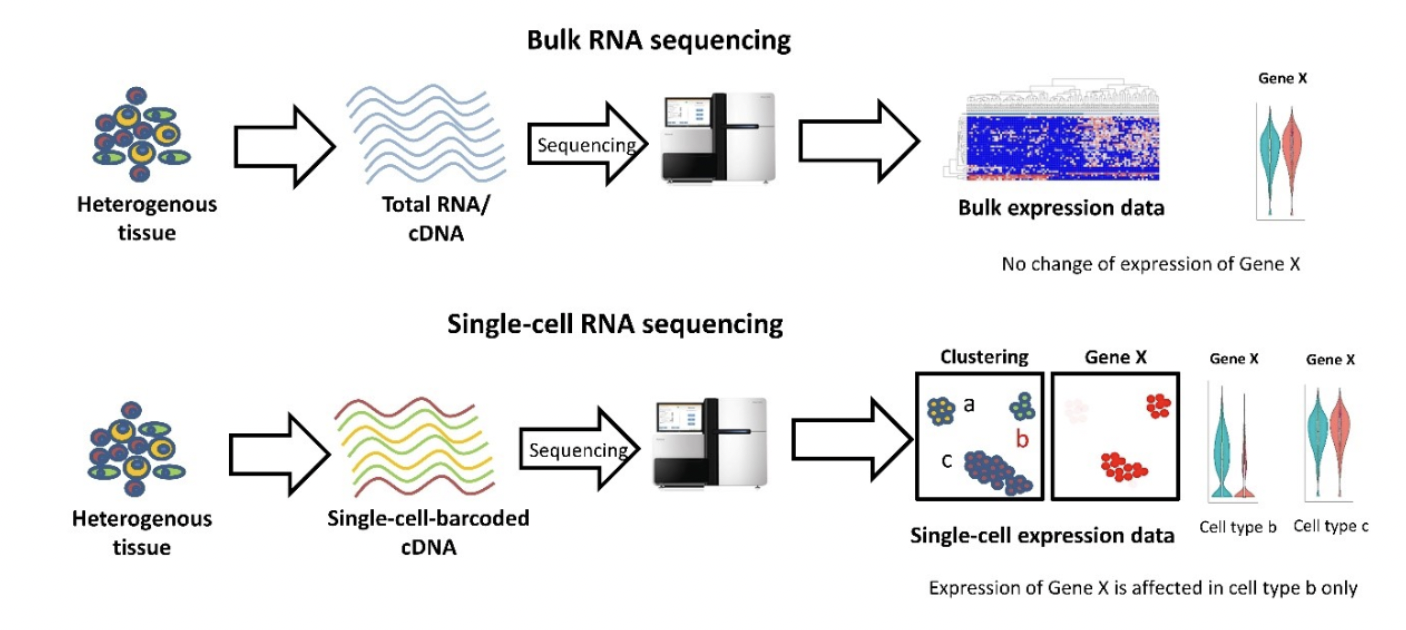 Bulk RNA sequencing
Gene X
Sequencing
Heterogenous
tissue
Total RNA/
cDNA
Bulk expression data
No change of expression of Gene X
Single-cell RNA sequencing
Clustering
Gene X
Gene X
Gene X
a
b
c
Sequencing
Heterogenous
tissue
Single-cell-barcoded
cDNA
Single-cell expression data
Cell type b
Cell type c
Expression of Gene X is affected in cell type b only